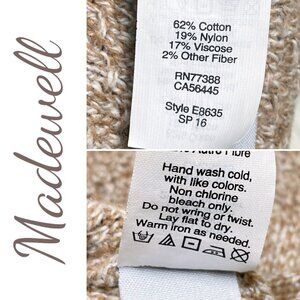 Madewell
62% Cotton
19% Nylon
17% Viscose
2% Other Fiber
RN77388
CA56445
Style E8635
SP 16
Fibre
Hand wash cold,
with like colors.
Non chlorine
bleach only.
Do not wring or twist.
Lay flat to dry.
Warm iron as needed.